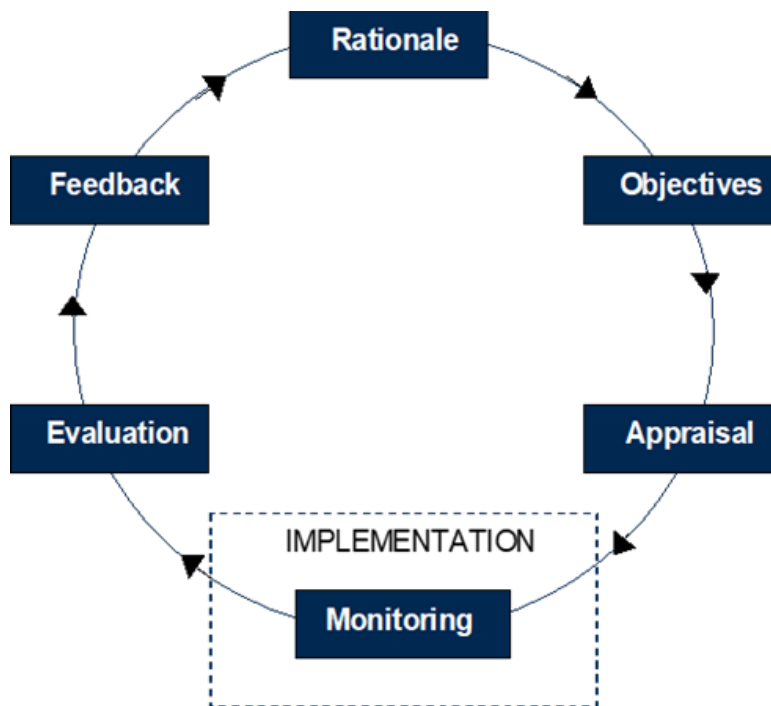 Rationale
Objectives
Appraisal
IMPLEMENTATION
Monitoring
Evaluation
Feedback